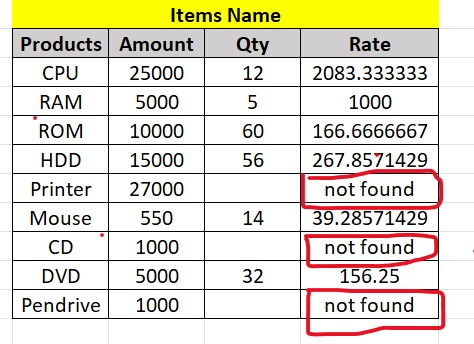 Items Name
Products Amount Qty Rate
CPU 25000 12 2083.333333
RAM 5000 5 1000
ROM 10000 60 166.6666667
HDD 15000 56 267.8571429
Printer 27000 not found
Mouse 550 14 39.28571429
CD 1000 not found
DVD 5000 32 156.25
Pendrive 1000 not found